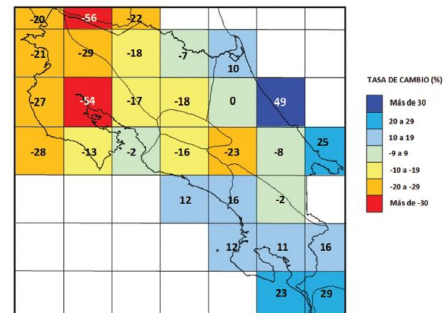 -20 -56 -22
-21 -29 -18 -7 10
-27 -54 -17 -18 0 49
-28 -13 -2 -16 -23 -8 25
12 16 -2
12 11 16
23 29
TASA DE CAMBIO (%)
Más de 30
20 a 29
10 a 19
-9 a 9
-10 a -19
-20 a -29
Más de -30